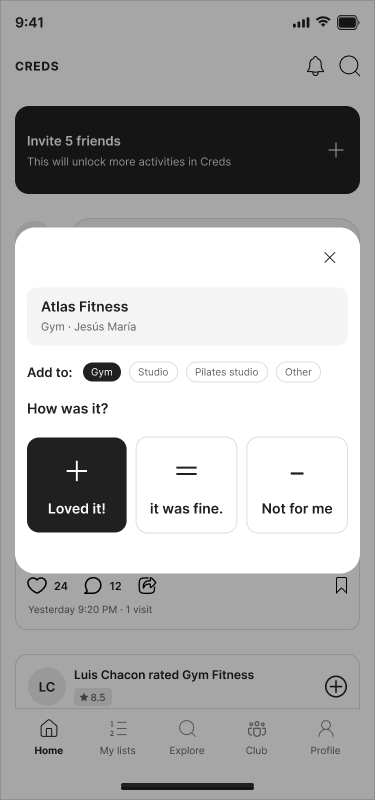 9:41
CREDS
Invite 5 friends
This will unlock more activities in Creds
Atlas Fitness
Gym · Jesús María
Add to: Gym Studio Pilates studio Other
How was it?
Loved it! it was fine. Not for me
24 12
Yesterday 9:20 PM · 1 visit
LC Luis Chacon rated Gym Fitness
8.5
1
2
Home My lists Explore Club Profile